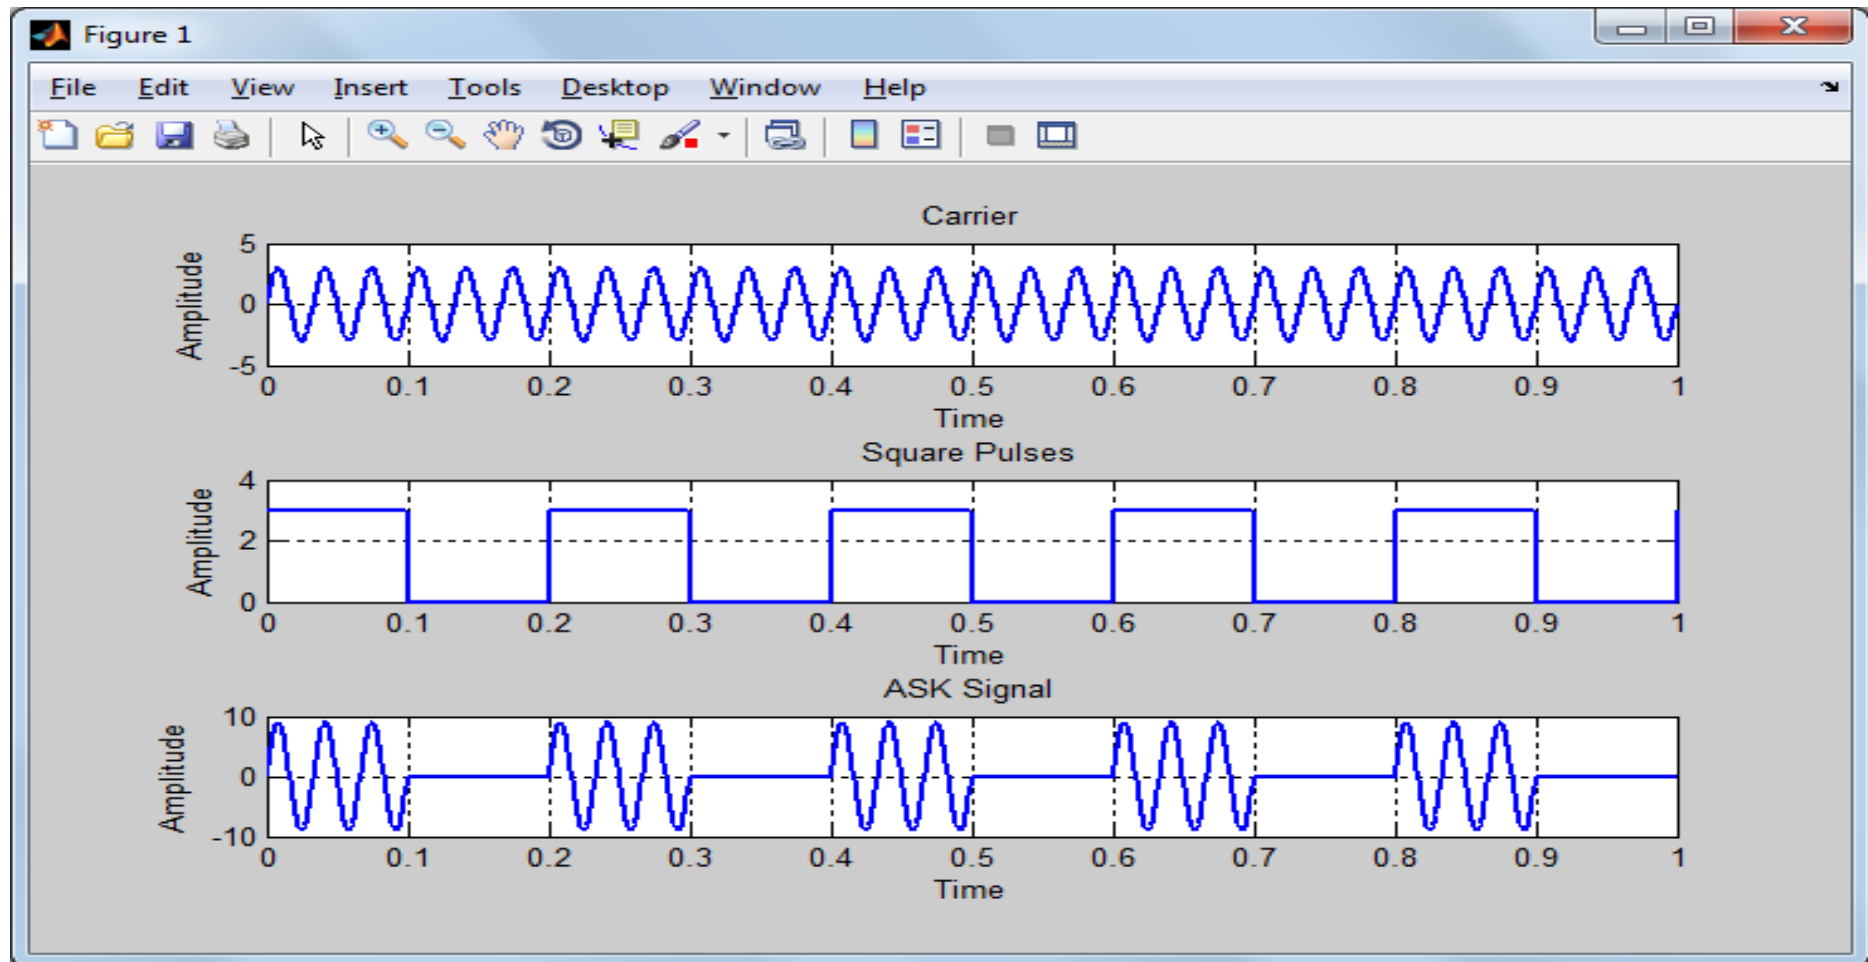 Figure 1
File Edit View Insert Tools Desktop Window Help
Carrier
Amplitude
5
0
-5
0 0.1 0.2 0.3 0.4 0.5 0.6 0.7 0.8 0.9 1
Time
Square Pulses
Amplitude
4
2
0
0 0.1 0.2 0.3 0.4 0.5 0.6 0.7 0.8 0.9 1
Time
ASK Signal
Amplitude
10
0
-10
0 0.1 0.2 0.3 0.4 0.5 0.6 0.7 0.8 0.9 1
Time